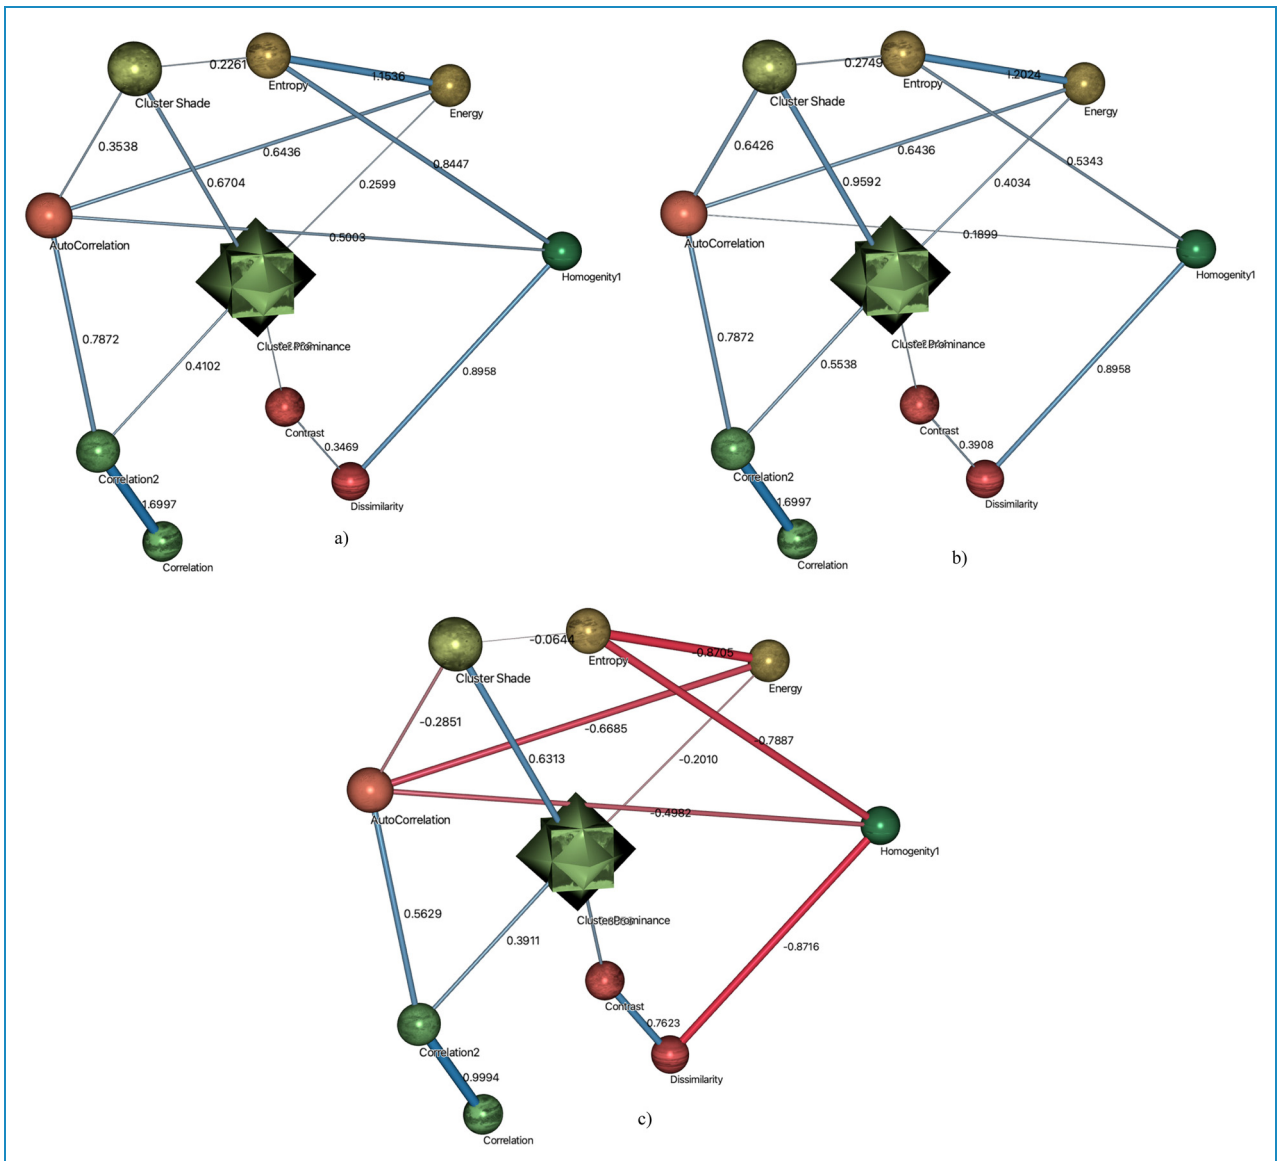 0.2261
1.1536
Entropy
Cluster Shade
Energy
0.3538
0.6436
0.8447
0.6704
0.2599
0.5003
AutoCorrelation
Homogenity1
0.7872
ClusterProminance
0.4102
0.8958
Contrast
0.3469
Correlation2
1.6997
Dissimilarity
a)
Correlation
0.2749
1.2024
Entropy
Cluster Shade
Energy
0.6426
0.6436
0.5343
0.9592
0.4034
0.1899
AutoCorrelation
Homogenity1
0.7872
ClusterProminance
0.5538
0.8958
Contrast
0.3908
Correlation2
1.6997
Dissimilarity
b)
Correlation
-0.0644
-0.8705
Entropy
Cluster Shade
Energy
-0.2851
-0.6685
-0.7887
0.6313
-0.2010
-0.4982
AutoCorrelation
Homogenity1
0.5629
ClusterProminance
0.3911
-0.8716
Contrast
0.7623
Correlation2
0.9994
Dissimilarity
c)
Correlation